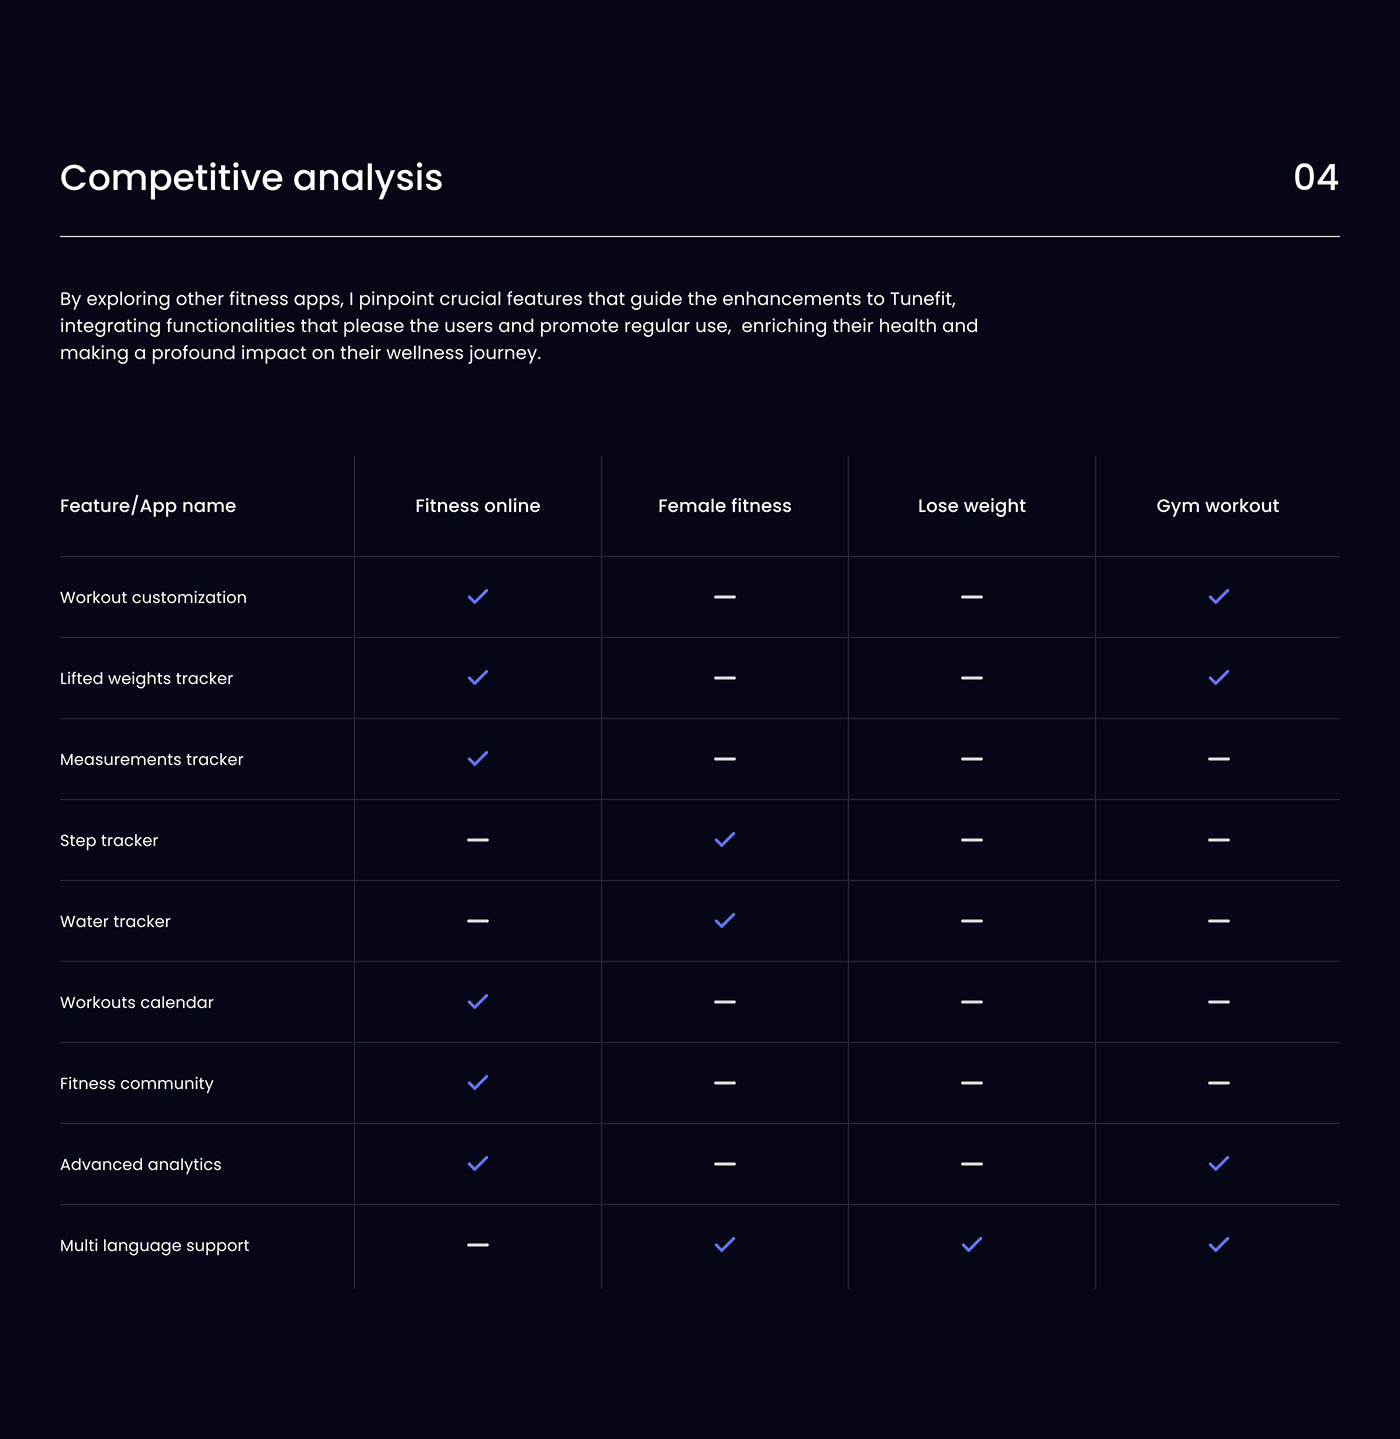 Competitive analysis
04
By exploring other fitness apps, I pinpoint crucial features that guide the enhancements to Tunefit,
integrating functionalities that please the users and promote regular use,  enriching their health and
making a profound impact on their wellness journey.
Feature/App name Fitness online Female fitness Lose weight Gym workout
Workout customization
Lifted weights tracker
Measurements tracker
Step tracker
Water tracker
Workouts calendar
Fitness community
Advanced analytics
Multi language support